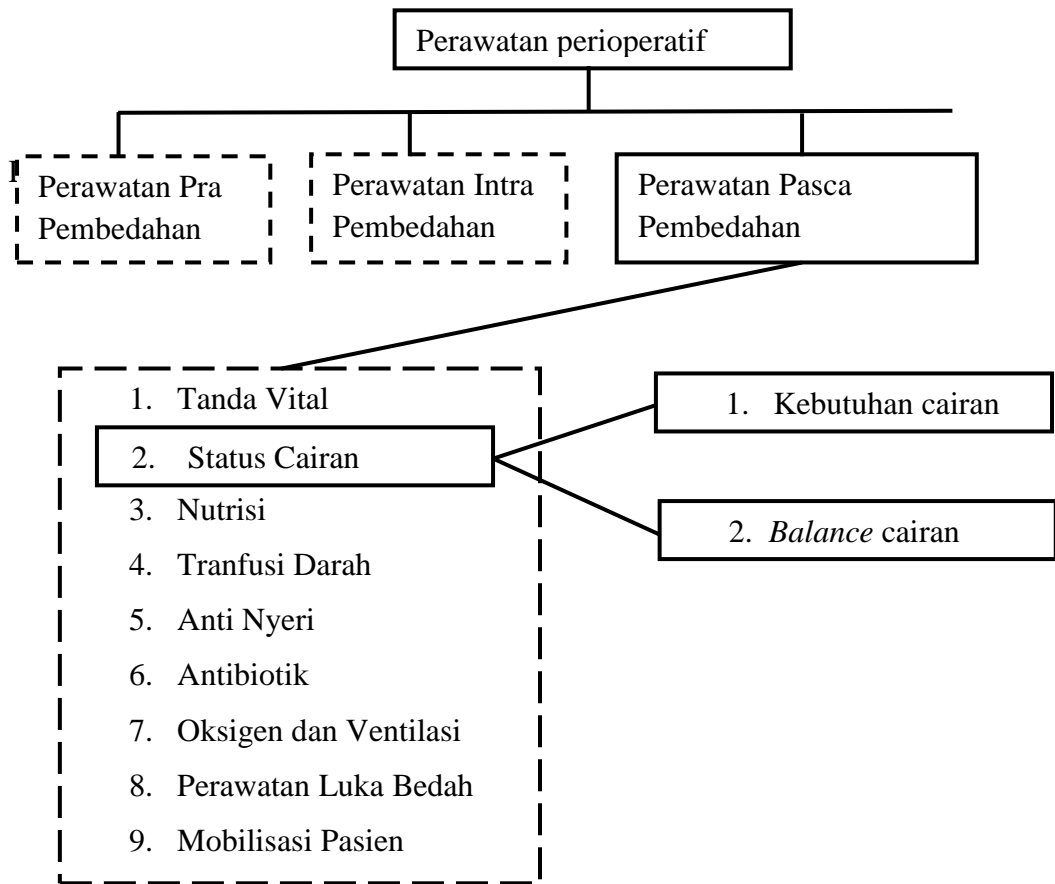 Perawatan perioperatif
Perawatan Pra
Pembedahan
Perawatan Intra
Pembedahan
Perawatan Pasca
Pembedahan
1. Tanda Vital
2. Status Cairan
3. Nutrisi
4. Tranfusi Darah
5. Anti Nyeri
6. Antibiotik
7. Oksigen dan Ventilasi
8. Perawatan Luka Bedah
9. Mobilisasi Pasien
1. Kebutuhan cairan
2. Balance cairan